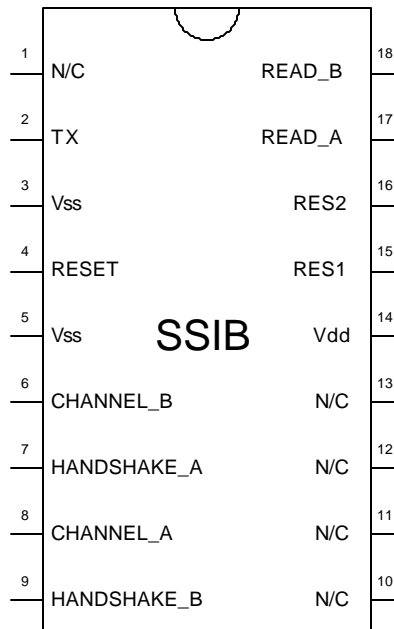 1 N/C READ_B 18
2 TX READ_A 17
3 Vss RES2 16
4 RESET RES1 15
5 Vss SSIB Vdd 14
6 CHANNEL_B N/C 13
7 HANDSHAKE_A N/C 12
8 CHANNEL_A N/C 11
9 HANDSHAKE_B N/C 10